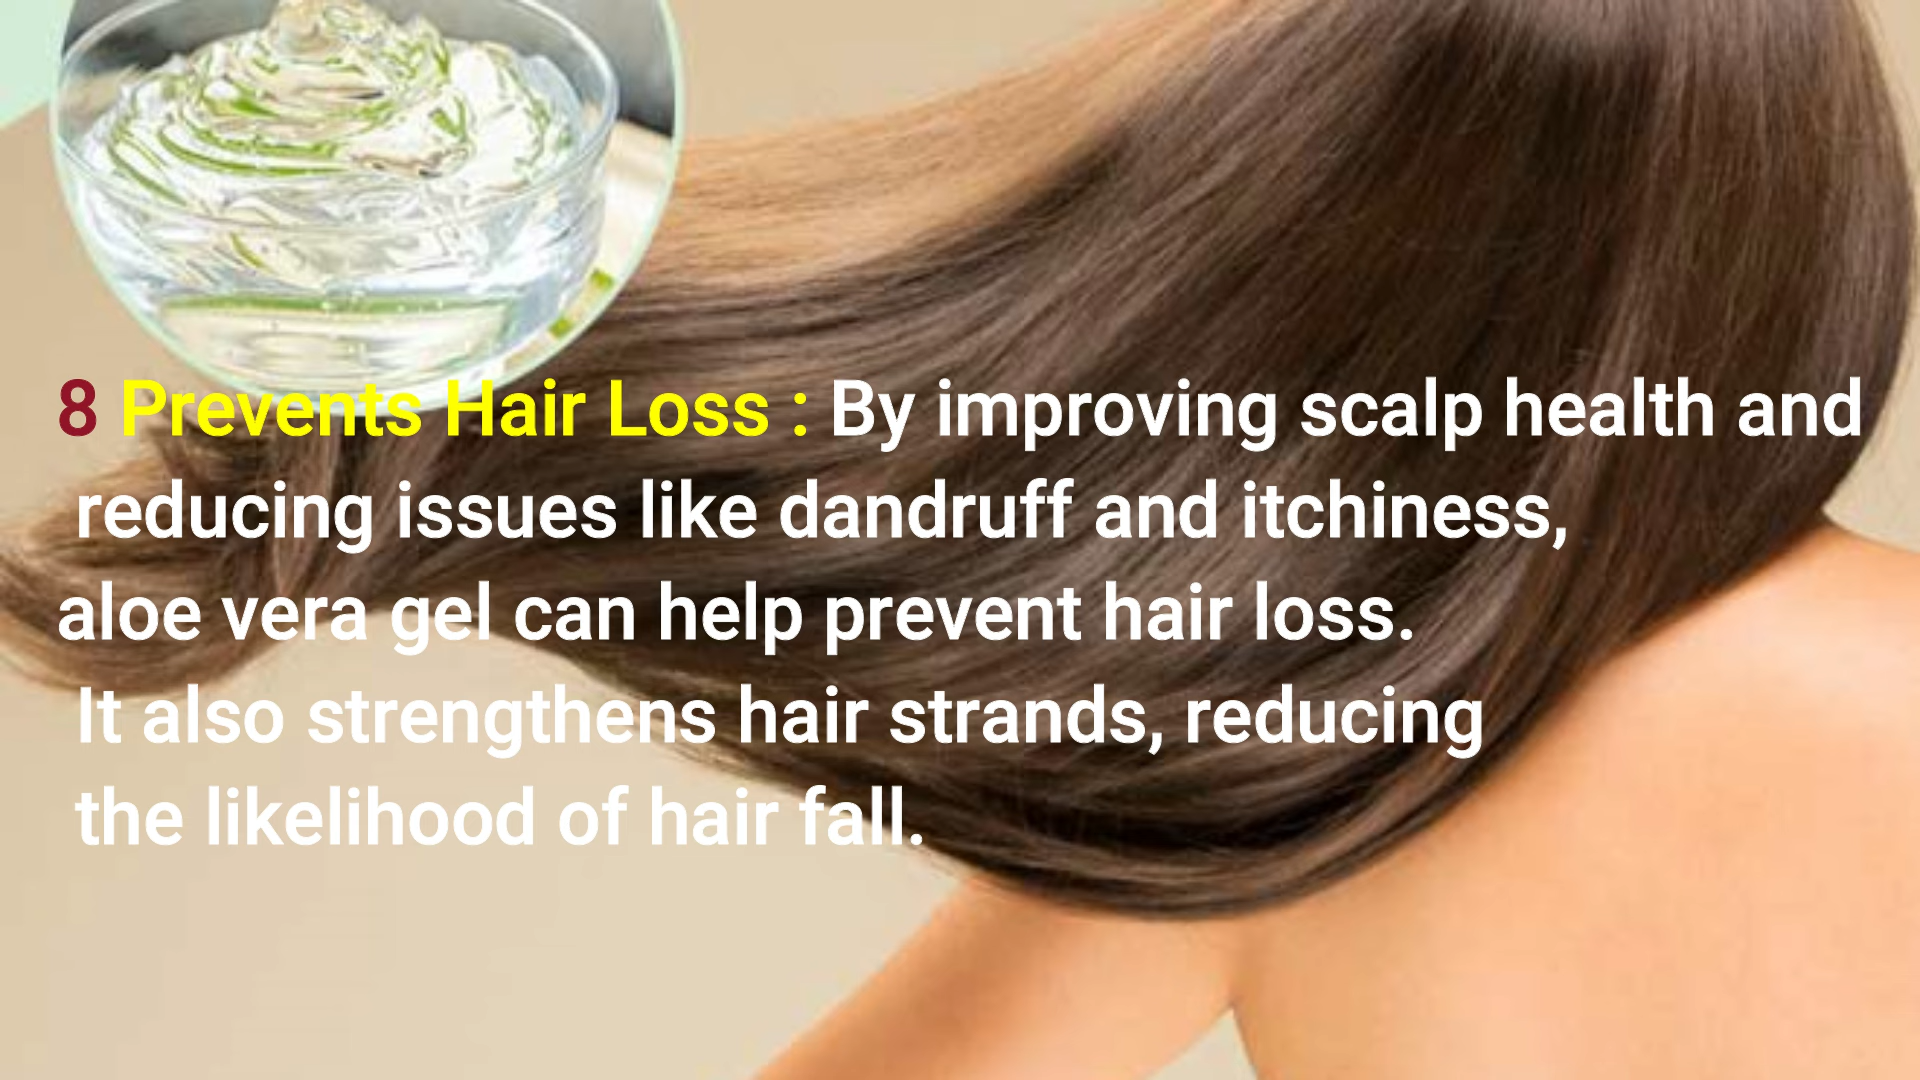 8 Prevents Hair Loss : By improving scalp health and
reducing issues like dandruff and itchiness,
aloe vera gel can help prevent hair loss.
It also strengthens hair strands, reducing
the likelihood of hair fall.